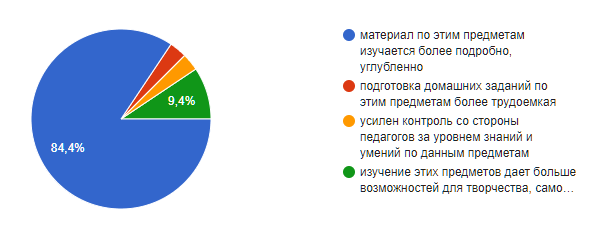 84,4%
9,4%
материал по этим предметам
изучается более подробно,
углубленно
подготовка домашних заданий по
этим предметам более трудоемкая
усилен контроль со стороны
педагогов за уровнем знаний и
умений по данным предметам
изучение этих предметов дает больше
возможностей для творчества, само…